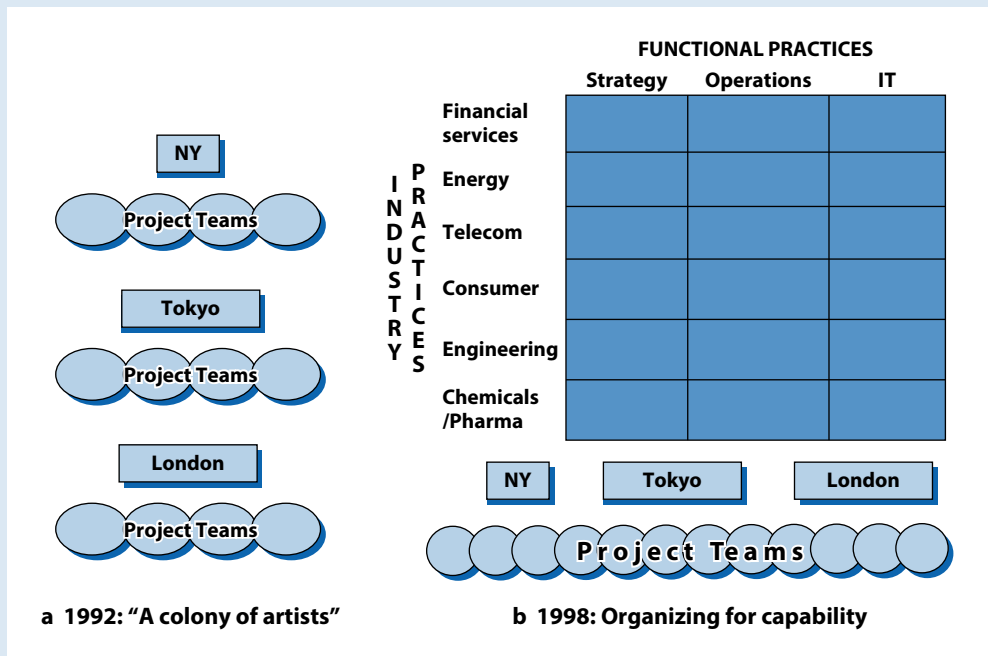 NY
Project Teams
Tokyo
Project Teams
London
Project Teams
a 1992: “A colony of artists”
FUNCTIONAL PRACTICES
Strategy Operations IT
INDUSTRY
PRACTICES
Financial
services
Energy
Telecom
Consumer
Engineering
Chemicals
/Pharma
NY Tokyo London
Project Teams
b 1998: Organizing for capability